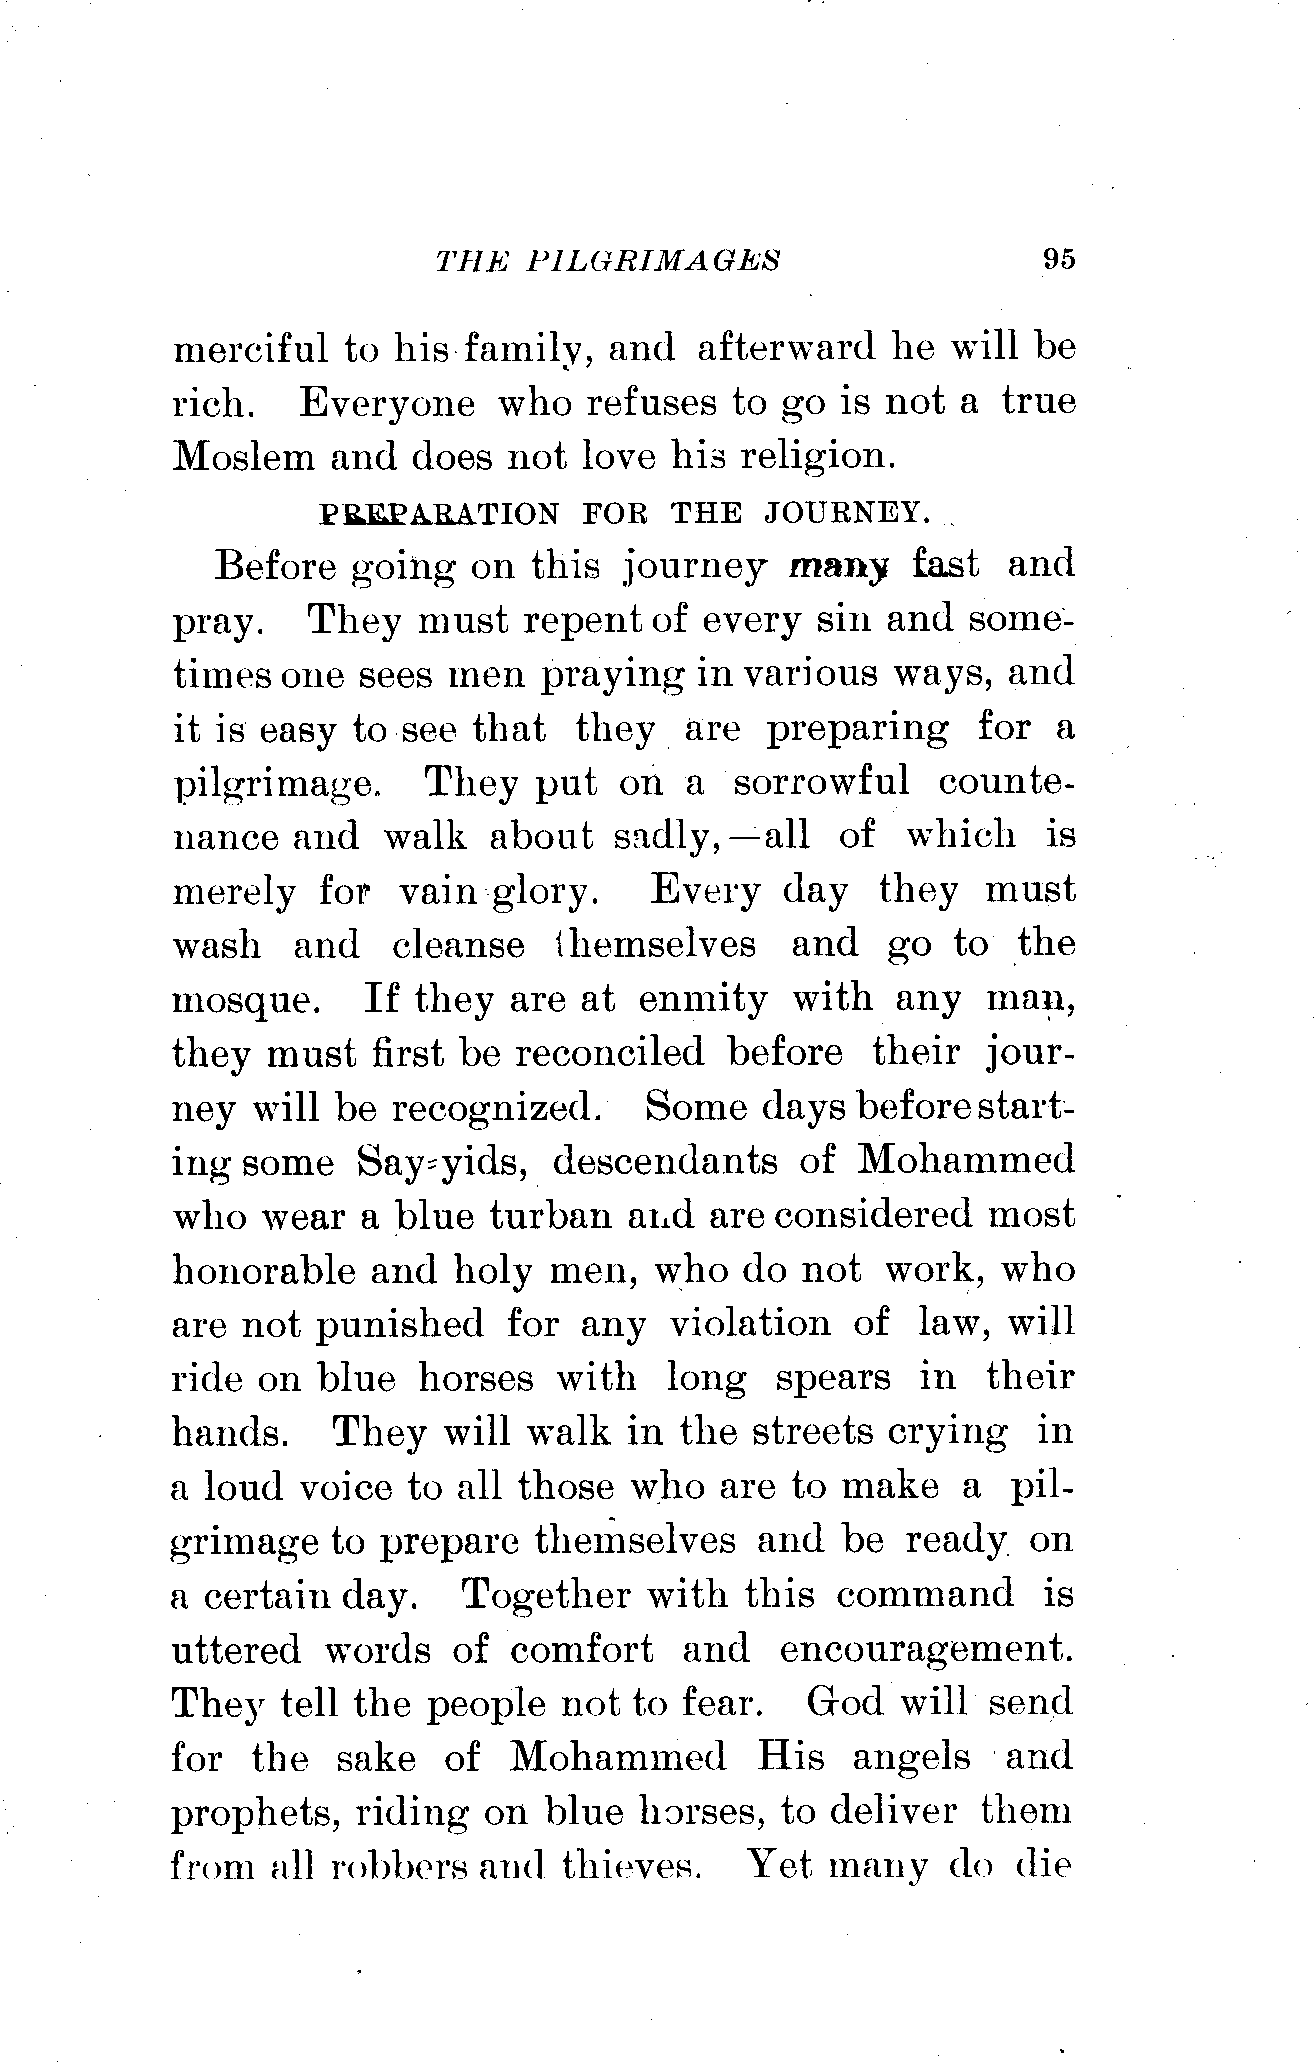 THE PILGRIMAGES 95
merciful to his family, and afterward he will be
rich. Everyone who refuses to go is not a true
Moslem and does not love his religion.
PREPARATION FOR THE JOURNEY.
Before going on this journey many fast and
pray. They must repent of every sin and some-
times one sees men praying in various ways, and
it is easy to see that they are preparing for a
pilgrimage. They put on a sorrowful counte-
nance and walk about sadly,—all of which is
merely for vain glory. Every day they must
wash and cleanse themselves and go to the
mosque. If they are at enmity with any man,
they must first be reconciled before their jour-
ney will be recognized. Some days before start-
ing some Say-yids, descendants of Mohammed
who wear a blue turban and are considered most
honorable and holy men, who do not work, who
are not punished for any violation of law, will
ride on blue horses with long spears in their
hands. They will walk in the streets crying in
a loud voice to all those who are to make a pil-
grimage to prepare themselves and be ready on
a certain day. Together with this command is
uttered words of comfort and encouragement.
They tell the people not to fear. God will send
for the sake of Mohammed His angels and
prophets, riding on blue horses, to deliver them
from all robbers and thieves. Yet many do die